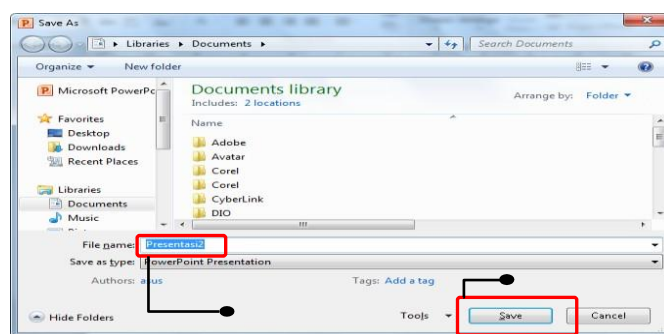 Save As
Libraries Documents
Search Documents
Organize New folder
Microsoft PowerPc
Documents library
Includes: 2 locations
Arrange by: Folder
Favorites
Name
Desktop
Adobe
Downloads
Avatar
Recent Places
Corel
Corel
Libraries
CyberLink
Documents
DIO
Music
File name: Presentasi2
Save as type: PowerPoint Presentation
Authors: asus
Tags: Add a tag
Hide Folders
Tools Save Cancel